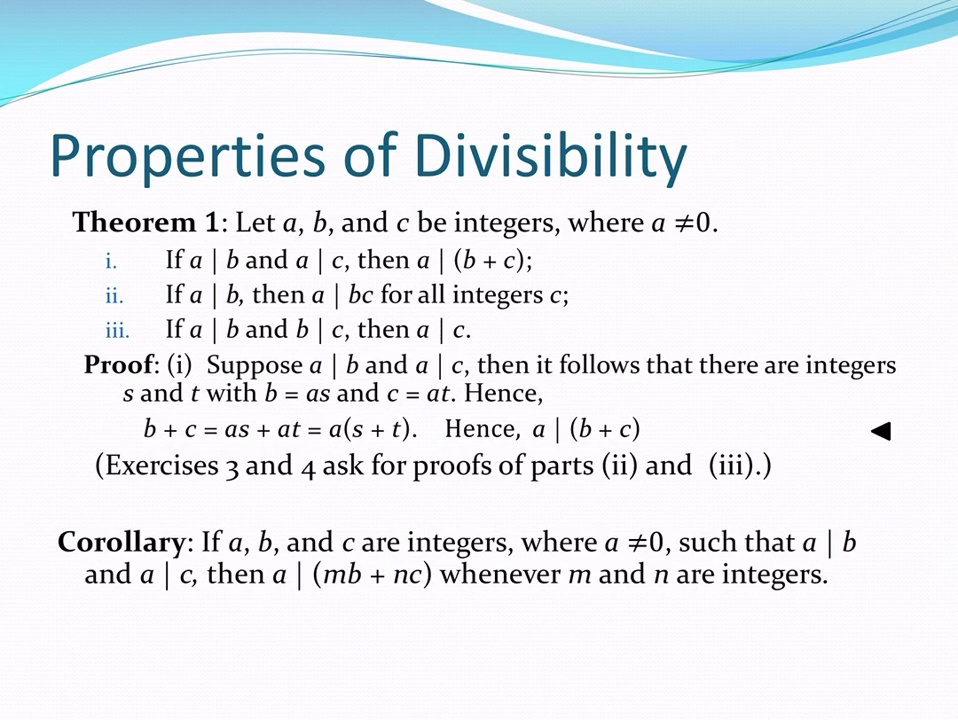 Properties of Divisibility
Theorem 1: Let a, b, and c be integers, where a ≠0.
i. If a | b and a | c, then a | (b + c);
ii. If a | b, then a | bc for all integers c;
iii. If a | b and b | c, then a | c.
Proof: (i) Suppose a | b and a | c, then it follows that there are integers
s and t with b = as and c = at. Hence,
b + c = as + at = a(s + t). Hence, a | (b + c)
(Exercises 3 and 4 ask for proofs of parts (ii) and (iii).)
Corollary: If a, b, and c are integers, where a ≠0, such that a | b
and a | c, then a | (mb + nc) whenever m and n are integers.